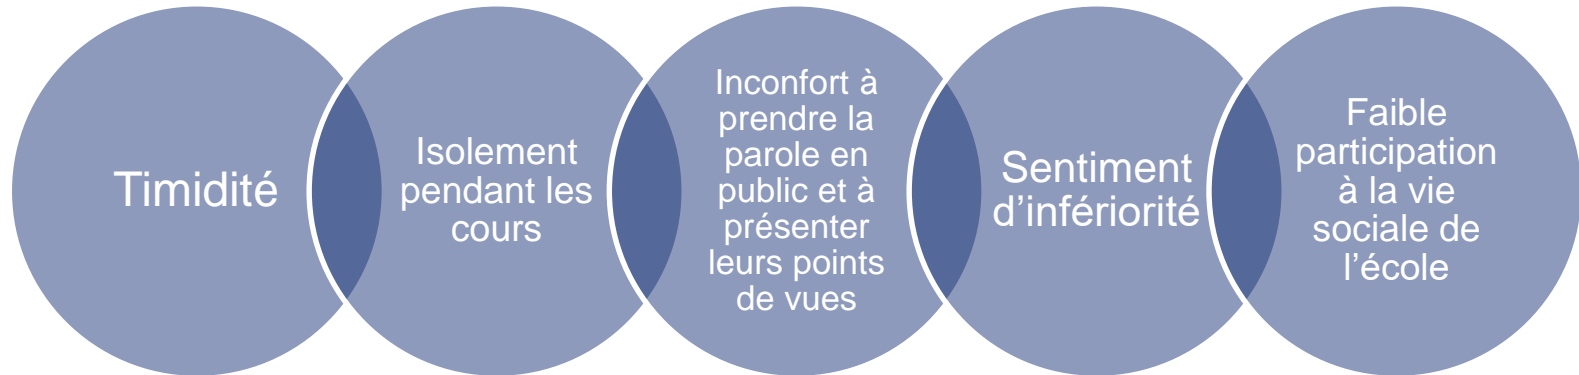 Timidité
Isolement
pendant les
cours
Inconfort à
prendre la
parole en
public et à
présenter
leurs points
de vues
Sentiment
d’infériorité
Faible
participation
à la vie
sociale de
l’école